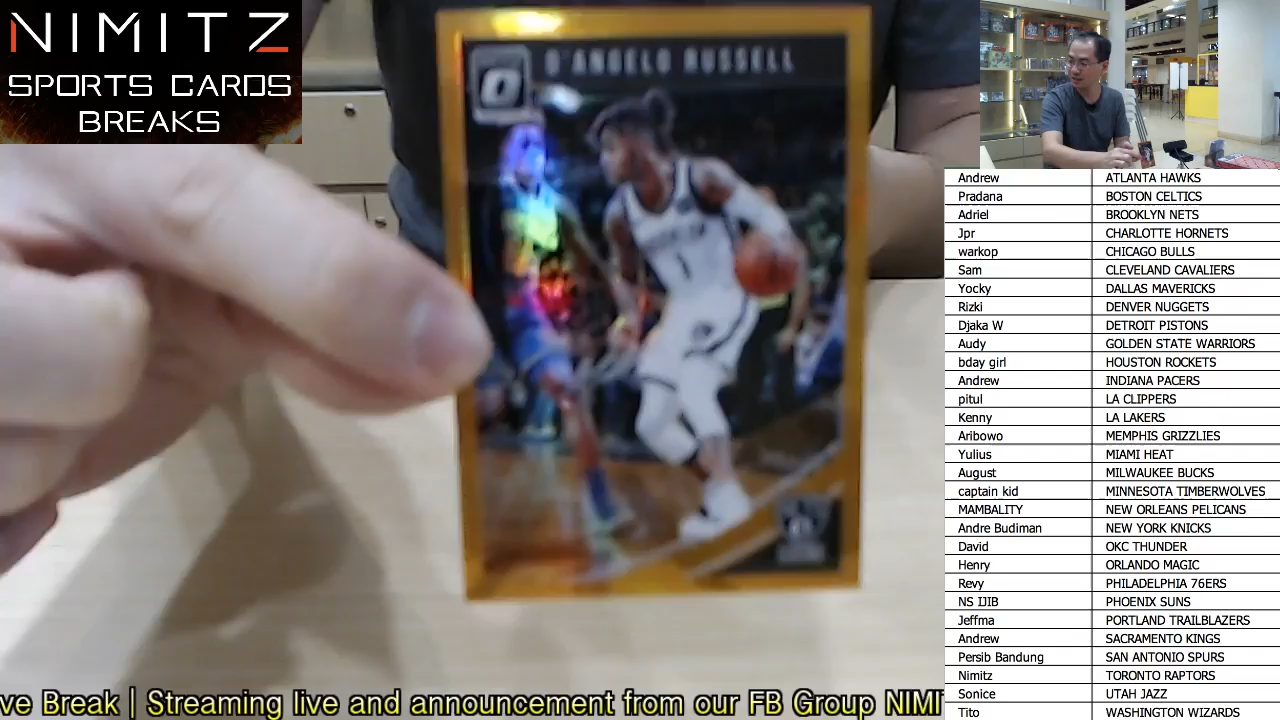 NIMITZ
SPORTS CARDS
BREAKS
D'ANGELO RUSSELL
1
Andrew ATLANTA HAWKS
Pradana BOSTON CELTICS
Adriel BROOKLYN NETS
Jpr CHARLOTTE HORNETS
warkop CHICAGO BULLS
Sam CLEVELAND CAVALIERS
Yocky DALLAS MAVERICKS
Rizki DENVER NUGGETS
Djaka W DETROIT PISTONS
Audy GOLDEN STATE WARRIORS
bday girl HOUSTON ROCKETS
Andrew INDIANA PACERS
pitul LA CLIPPERS
Kenny LA LAKERS
Aribowo MEMPHIS GRIZZLIES
Yulius MIAMI HEAT
August MILWAUKEE BUCKS
captain kid MINNESOTA TIMBERWOLVES
MAMBALITY NEW ORLEANS PELICANS
Andre Budiman NEW YORK KNICKS
David OKC THUNDER
Henry ORLANDO MAGIC
Revy PHILADELPHIA 76ERS
NS IJIB PHOENIX SUNS
Jeffma PORTLAND TRAILBLAZERS
Andrew SACRAMENTO KINGS
Persib Bandung SAN ANTONIO SPURS
Nimitz TORONTO RAPTORS
Sonice UTAH JAZZ
Tito WASHINGTON WIZARDS
ve Break | Streaming live and announcement from our FB Group NIMI